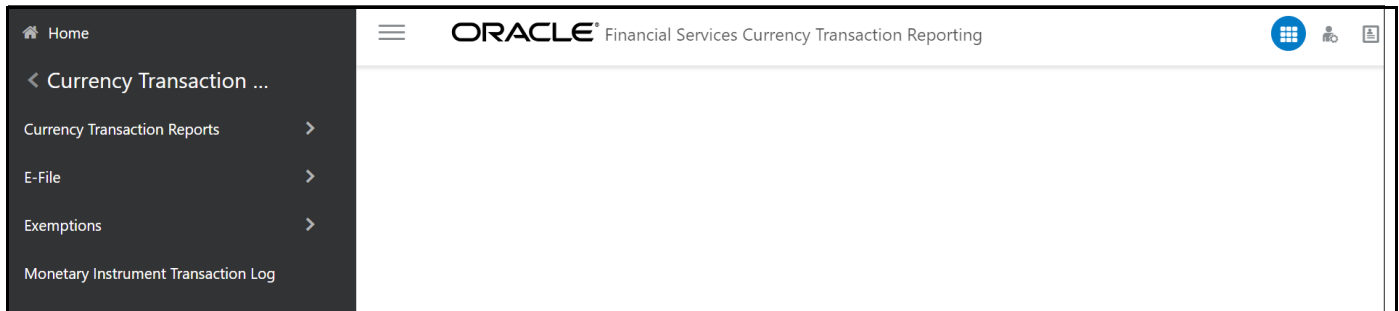 Home
Currency Transaction ...
Currency Transaction Reports
E-File
Exemptions
Monetary Instrument Transaction Log
ORACLE® Financial Services Currency Transaction Reporting